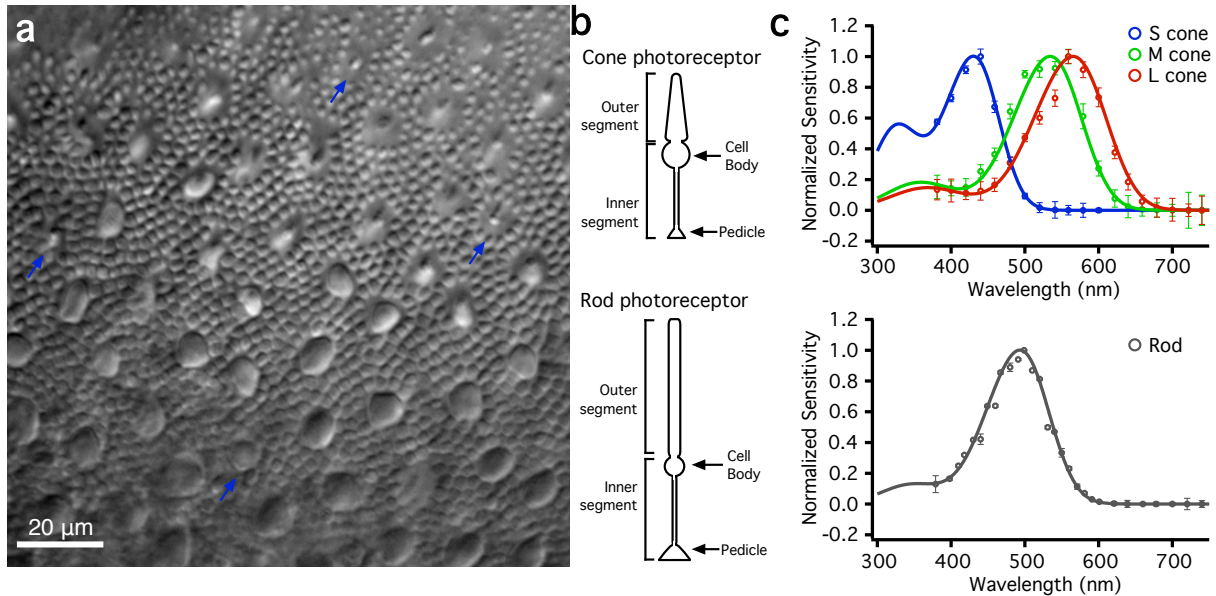 a
20 µm
b
Cone photoreceptor
Outer
segment
Cell
Body
Inner
segment
Pedicle
Rod photoreceptor
Outer
segment
Cell
Body
Inner
segment
Pedicle
c
S cone
M cone
L cone
Normalized Sensitivity
1.2
1.0
0.8
0.6
0.4
0.2
0.0
-0.2
300 400 500 600 700
Wavelength (nm)
Rod
Normalized Sensitivity
1.2
1.0
0.8
0.6
0.4
0.2
0.0
-0.2
300 400 500 600 700
Wavelength (nm)